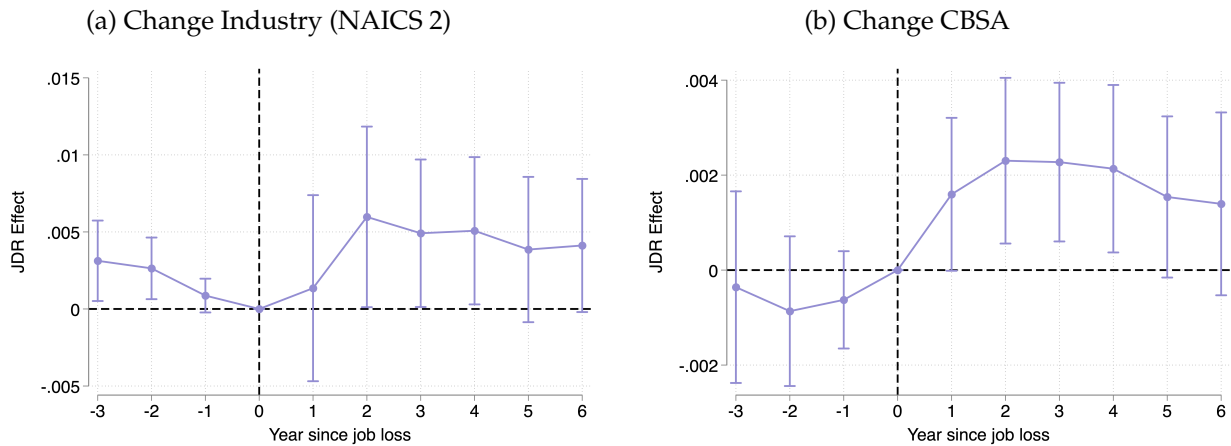 (a) Change Industry (NAICS 2)
.015
.01
.005
0
-.005
JDR Effect
-3 -2 -1 0 1 2 3 4 5 6
Year since job loss
(b) Change CBSA
.004
.002
0
-.002
JDR Effect
-3 -2 -1 0 1 2 3 4 5 6
Year since job loss